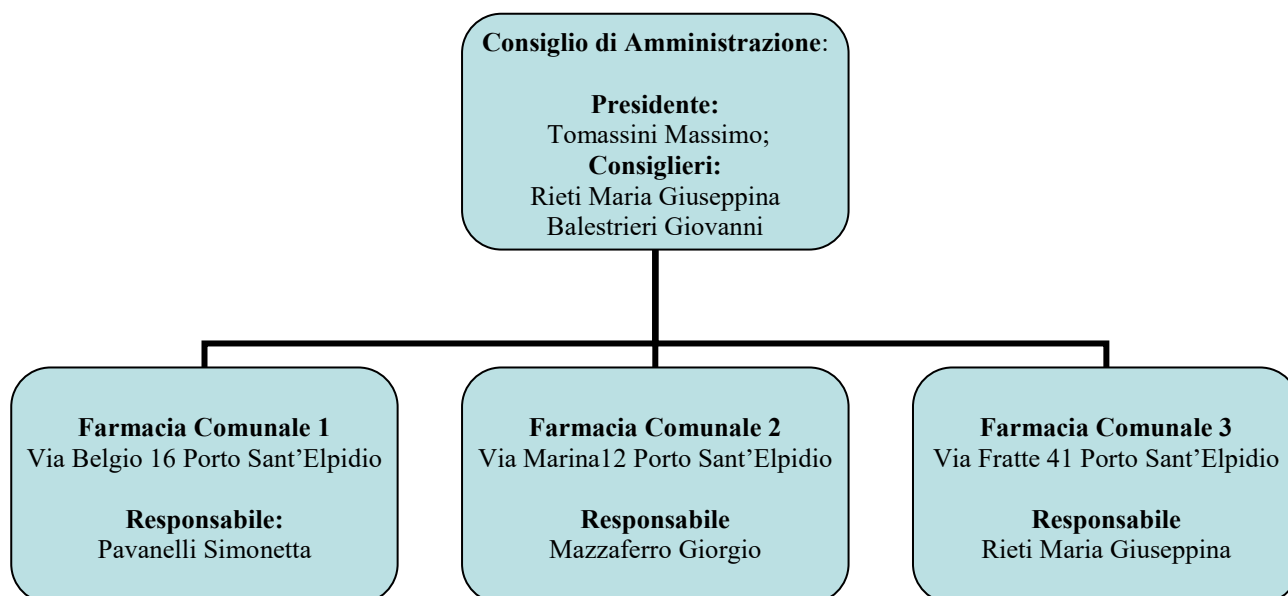 Consiglio di Amministrazione:
Presidente:
Tomassini Massimo;
Consiglieri:
Rieti Maria Giuseppina
Balestrieri Giovanni
Farmacia Comunale 1
Via Belgio 16 Porto Sant’Elpidio
Responsabile:
Pavanelli Simonetta
Farmacia Comunale 2
Via Marina12 Porto Sant’Elpidio
Responsabile
Mazzaferro Giorgio
Farmacia Comunale 3
Via Fratte 41 Porto Sant’Elpidio
Responsabile
Rieti Maria Giuseppina